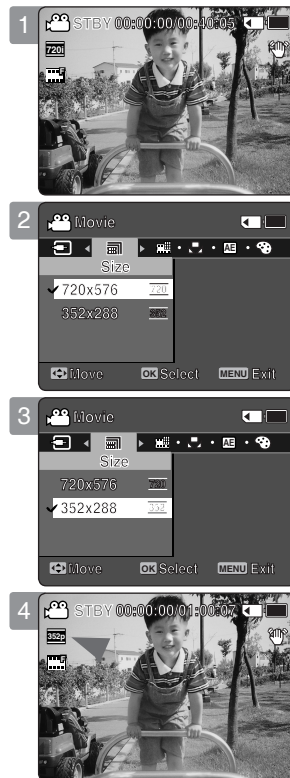 1
STBY 00:00:00/00:40:05
720i
2
Movie
AE
Size
720x576 720
352x288 352
Move OK Select MENU Exit
3
Movie
AE
Size
720x576 720
352x288 352
Move OK Select MENU Exit
4
STBY 00:00:00/01:00:07
352p